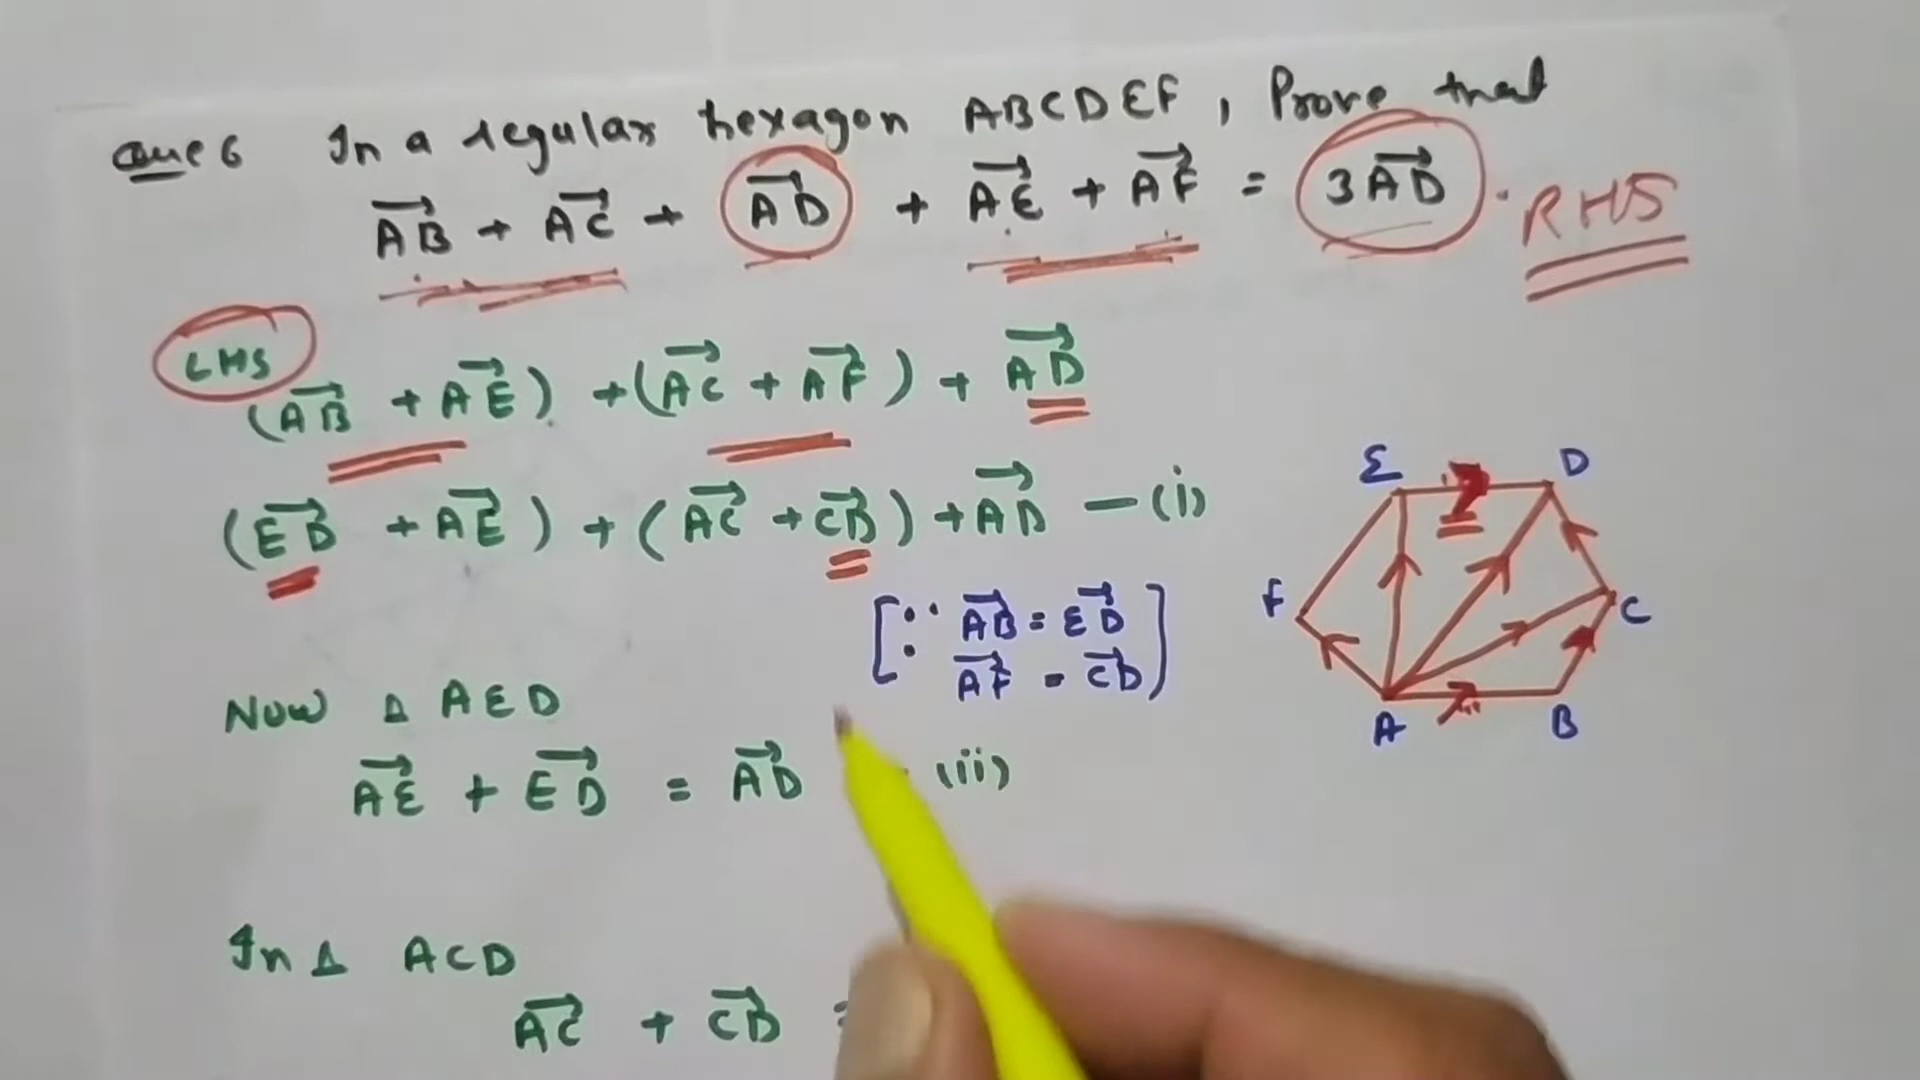 Que 6 In a regular hexagon ABCDEF, Prove that
AB→ + AC→ + AD→ + AE→ + AF→ = 3AD→. RHS
LHS
(AB→ + AE→) + (AC→ + AF→) + AD→
(ED→ + AE→) + (AC→ + CD→) + AD→ — (i)
[∵ AB→ = ED→
AF→ = CD→]
Now Δ AED
AE→ + ED→ = AD→ (ii)
In Δ ACD
AC→ + CD→ =
E D
F C
A B